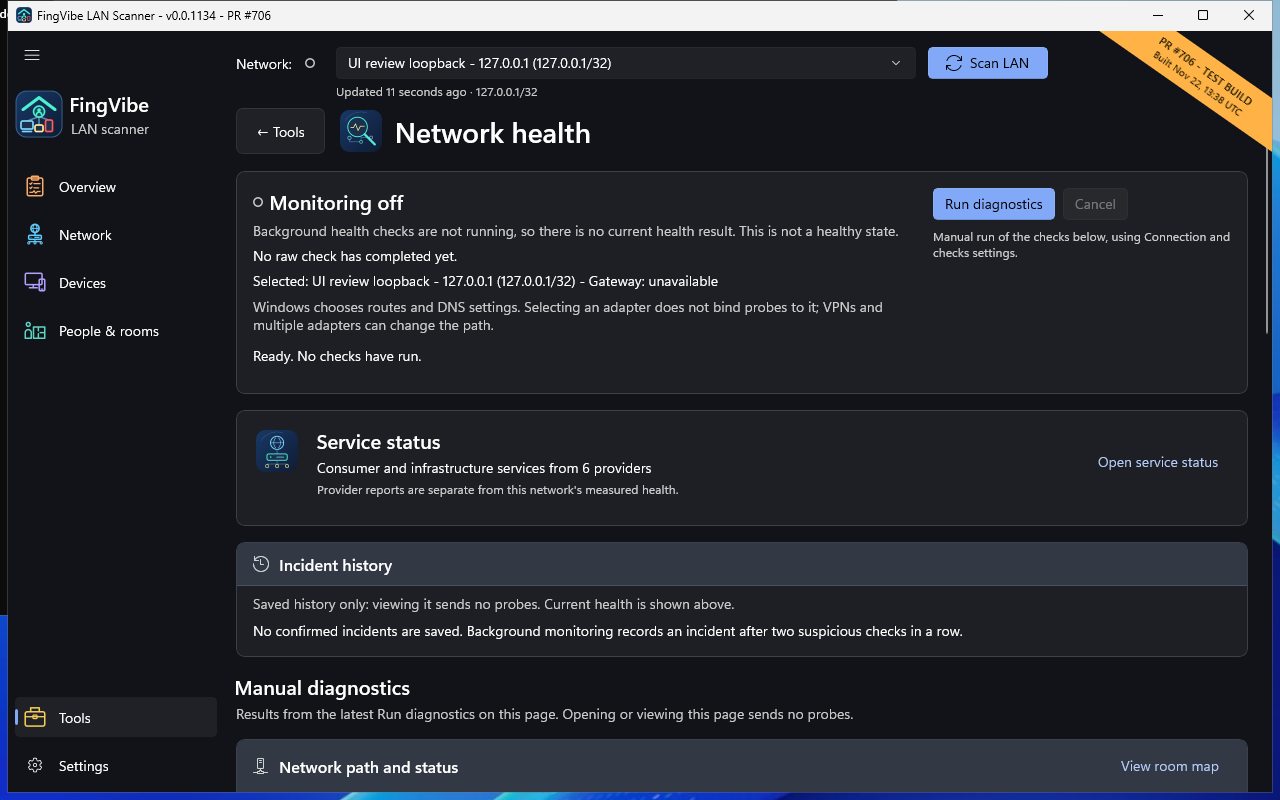 FingVibe LAN Scanner - v0.0.1134 - PR #706
PR #706 - TEST BUILD
Built Nov 22, 13:38 UTC
Network:
UI review loopback - 127.0.0.1 (127.0.0.1/32)
Scan LAN
Updated 11 seconds ago · 127.0.0.1/32
FingVibe
LAN scanner
Overview
Network
Devices
People & rooms
Tools
Settings
← Tools
Network health
Monitoring off
Background health checks are not running, so there is no current health result. This is not a healthy state.
No raw check has completed yet.
Selected: UI review loopback - 127.0.0.1 (127.0.0.1/32) - Gateway: unavailable
Windows chooses routes and DNS settings. Selecting an adapter does not bind probes to it; VPNs and
multiple adapters can change the path.
Ready. No checks have run.
Run diagnostics
Cancel
Manual run of the checks below, using Connection and
checks settings.
Service status
Consumer and infrastructure services from 6 providers
Provider reports are separate from this network's measured health.
Open service status
Incident history
Saved history only: viewing it sends no probes. Current health is shown above.
No confirmed incidents are saved. Background monitoring records an incident after two suspicious checks in a row.
Manual diagnostics
Results from the latest Run diagnostics on this page. Opening or viewing this page sends no probes.
Network path and status
View room map